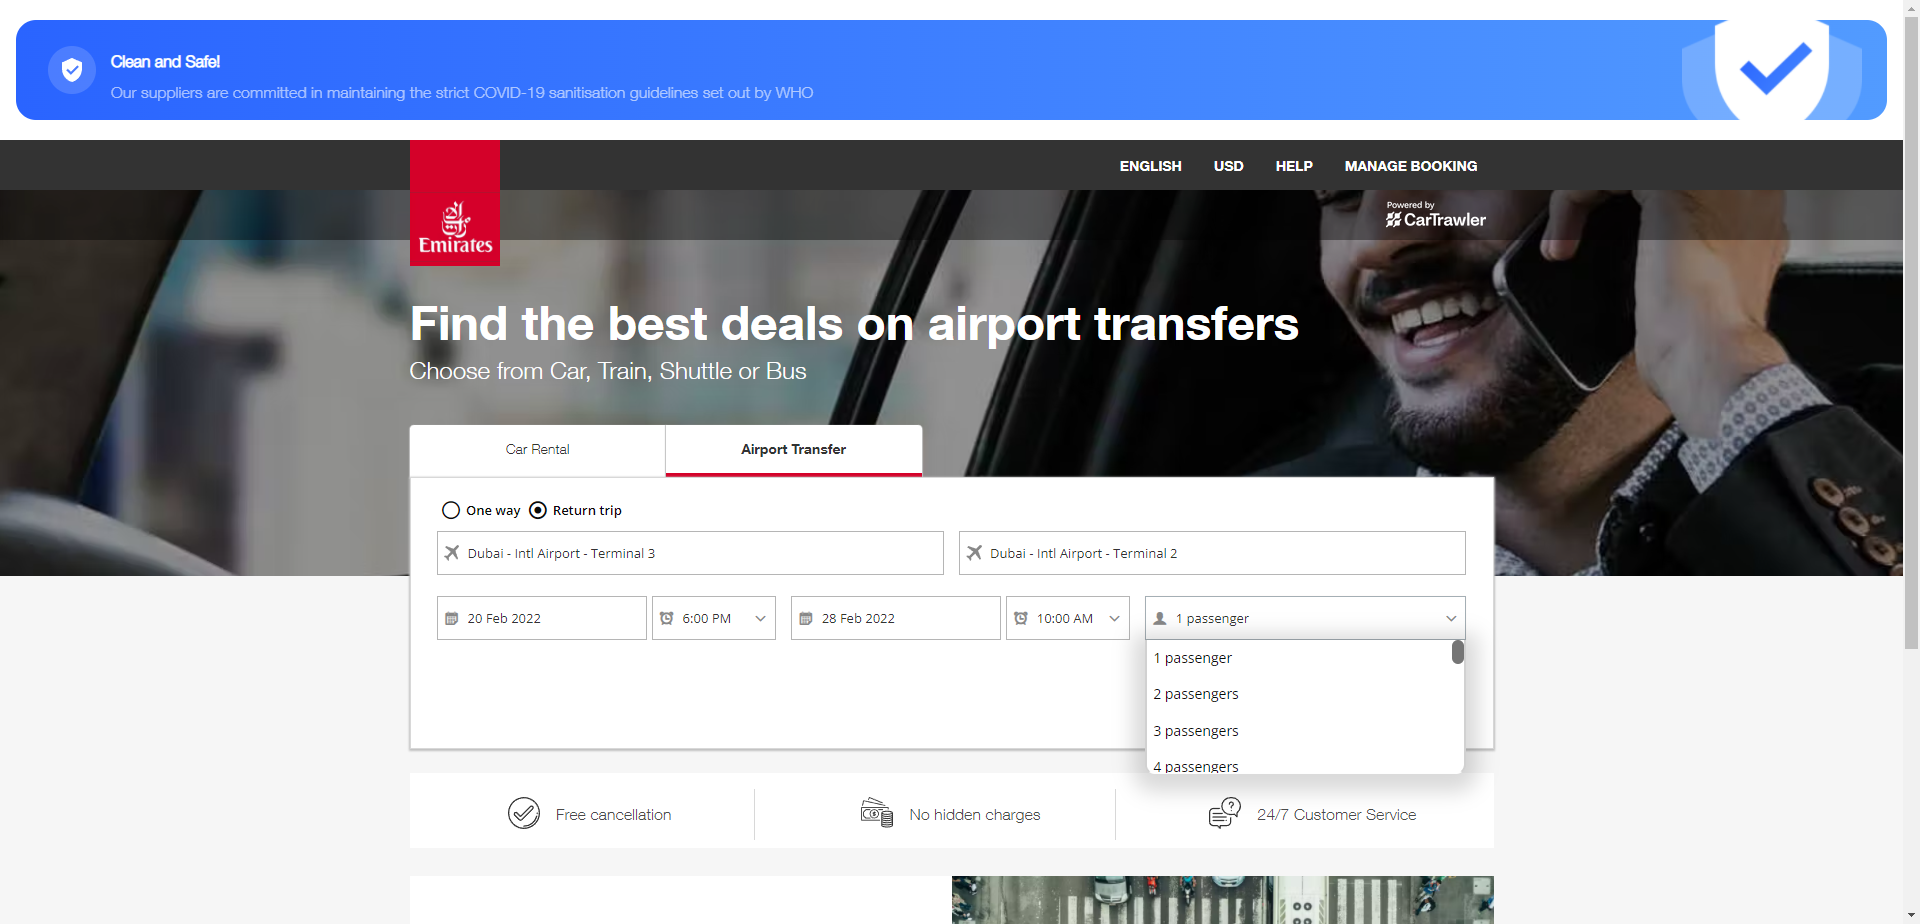 Clean and Safe!
Our suppliers are committed in maintaining the strict COVID-19 sanitisation guidelines set out by WHO
ENGLISH USD HELP MANAGE BOOKING
Powered by
CarTrawler
Emirates
Find the best deals on airport transfers
Choose from Car, Train, Shuttle or Bus
Car Rental Airport Transfer
One way Return trip
Dubai - Intl Airport - Terminal 3 Dubai - Intl Airport - Terminal 2
20 Feb 2022 6:00 PM 28 Feb 2022 10:00 AM 1 passenger
1 passenger
2 passengers
3 passengers
4 passengers
Free cancellation No hidden charges 24/7 Customer Service